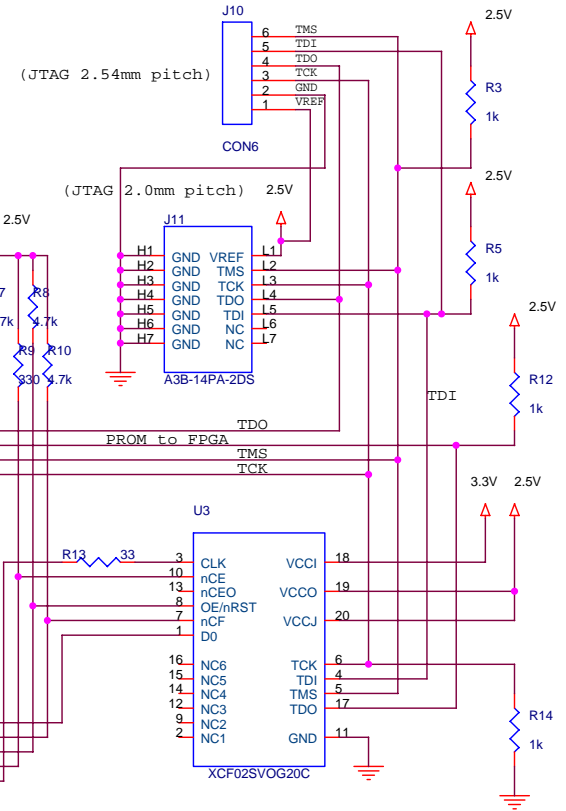 J10
2.5V
6 TMS
5 TDI
4 TDO
3 TCK
2 GND
1 VREF
(JTAG 2.54mm pitch)
R3
1k
CON6
2.5V
(JTAG 2.0mm pitch) 2.5V
J11
2.5V
H1 GND VREF L1
H2 GND TMS L2
H3 GND TCK L3
H4 GND TDO L4
H5 GND TDI L5
H6 GND NC L6
H7 GND NC L7
A3B-14PA-2DS
R5
1k
7 R8
7k 4.7k
R9 R10
330 4.7k
2.5V
R12
1k
TDI
TDO
PROM to FPGA
TMS
TCK
3.3V 2.5V
U3
R13 33
3 CLK VCCI 18
10 nCE
13 nCEO VCCO 19
8 OE/nRST
7 nCF VCCJ 20
1 D0
16 NC6 TCK 6
15 NC5 TDI 4
14 NC4 TMS 5
12 NC3 TDO 17
9 NC2
2 NC1 GND 11
XCF02SVOG20C
R14
1k